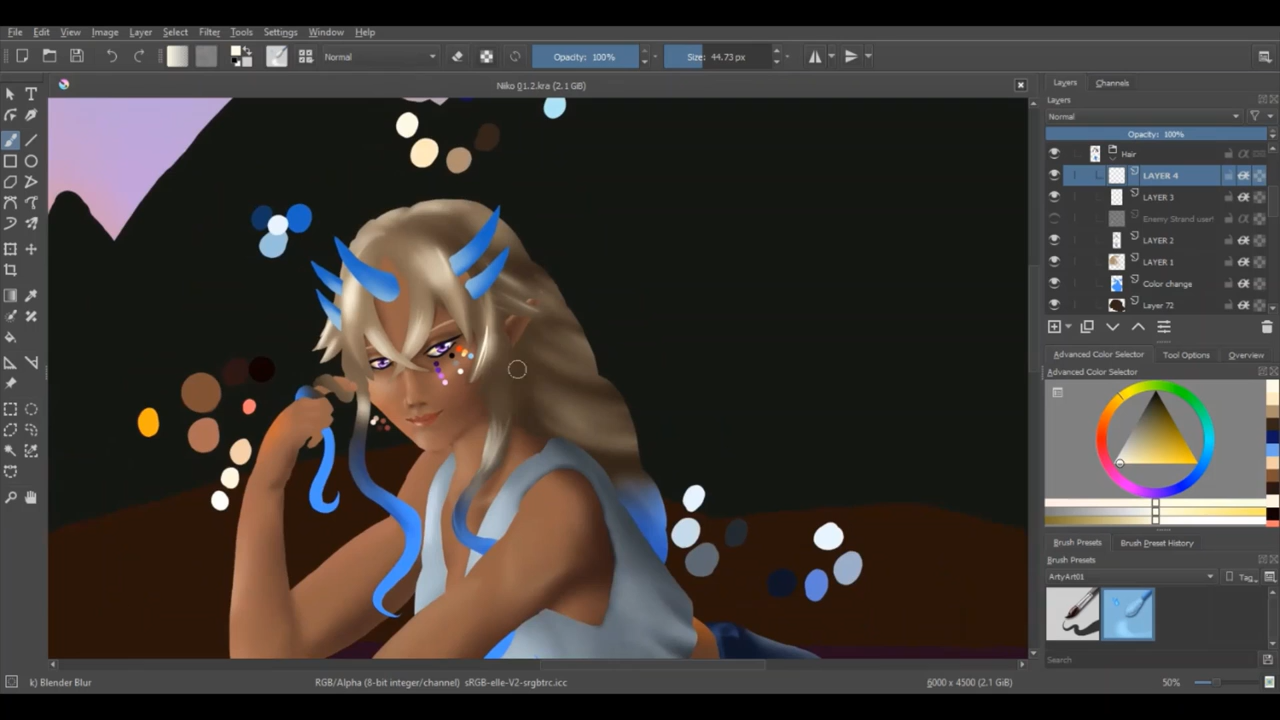 File Edit View Image Layer Select Filter Tools Settings Window Help
Normal Opacity: 100% Size: 44.73 px
Niko 01.2.kra (2.1 GiB)
Layers Channels
Layers
Normal
Opacity: 100%
Hair
LAYER 4
LAYER 3
Enemy Strand user!
LAYER 2
LAYER 1
Color change
Layer 72
Advanced Color Selector Tool Options Overview
Advanced Color Selector
Brush Presets Brush Preset History
Brush Presets
ArtyArt01 Tag
Search
k) Blender Blur RGB/Alpha (8-bit integer/channel) sRGB-elle-V2-srgbtrc.icc 6000 x 4500 (2.1 GiB) 50%